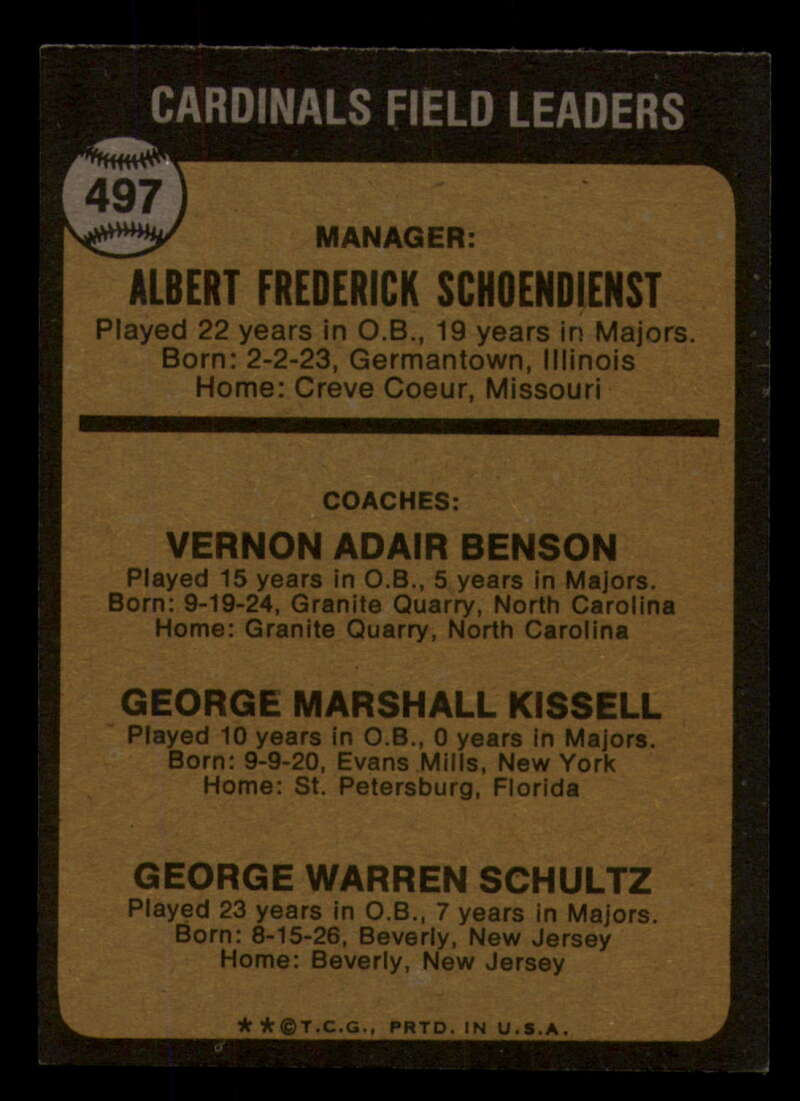 CARDINALS FIELD LEADERS
497
MANAGER:
ALBERT FREDERICK SCHOENDIENST
Played 22 years in O.B., 19 years in Majors.
Born: 2-2-23, Germantown, Illinois
Home: Creve Coeur, Missouri
COACHES:
VERNON ADAIR BENSON
Played 15 years in O.B., 5 years in Majors.
Born: 9-19-24, Granite Quarry, North Carolina
Home: Granite Quarry, North Carolina
GEORGE MARSHALL KISSELL
Played 10 years in O.B., 0 years in Majors.
Born: 9-9-20, Evans Mills, New York
Home: St. Petersburg, Florida
GEORGE WARREN SCHULTZ
Played 23 years in O.B., 7 years in Majors.
Born: 8-15-26, Beverly, New Jersey
Home: Beverly, New Jersey
★★©T.C.G., PRTD. IN U.S.A.